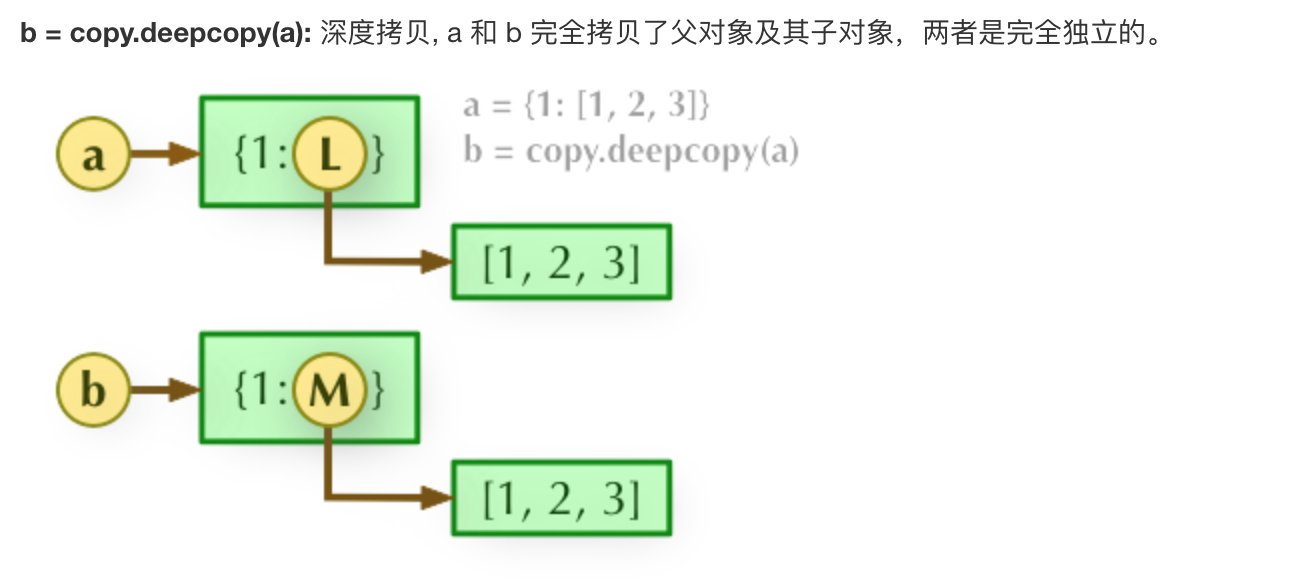 b = copy.deepcopy(a): 深度拷贝, a 和 b 完全拷贝了父对象及其子对象，两者是完全独立的。
a = {1: [1, 2, 3]}
b = copy.deepcopy(a)
a
{1: L }
[1, 2, 3]
b
{1: M }
[1, 2, 3]